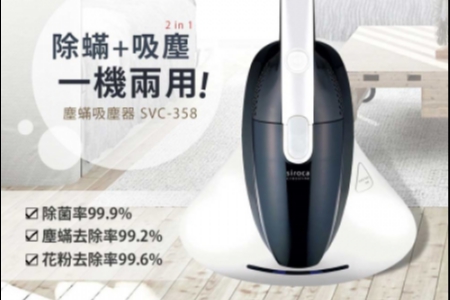 2 in 1
除蟎+吸塵
一機兩用!
塵蟎吸塵器 SVC-358
siroca
☑ 除菌率99.9%
☑ 塵蟎去除率99.2%
☑ 花粉去除率99.6%